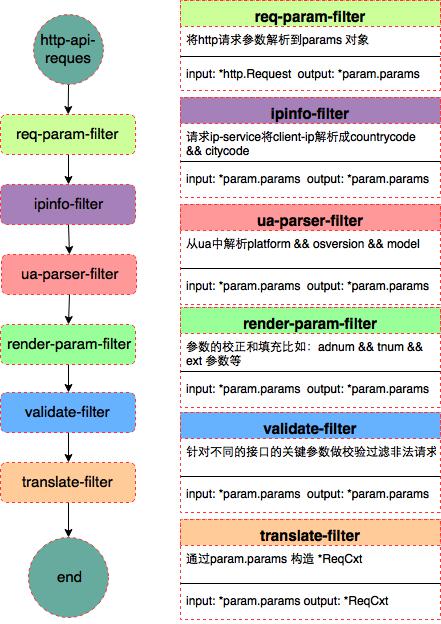 http-api-
reques
req-param-filter
ipinfo-filter
ua-parser-filter
render-param-filter
validate-filter
translate-filter
end
req-param-filter
将http请求参数解析到params 对象
input: *http.Request output: *param.params
ipinfo-filter
请求ip-service将client-ip解析成countrycode
&& citycode
input: *param.params output: *param.params
ua-parser-filter
从ua中解析platform && osversion && model
input: *param.params output: *param.params
render-param-filter
参数的校正和填充比如：adnum && tnum &&
ext 参数等
input: *param.params output: *param.params
validate-filter
针对不同的接口的关键参数做校验过滤非法请求
input: *param.params output: *param.params
translate-filter
通过param.params 构造 *ReqCxt
input: *param.params output: *ReqCxt